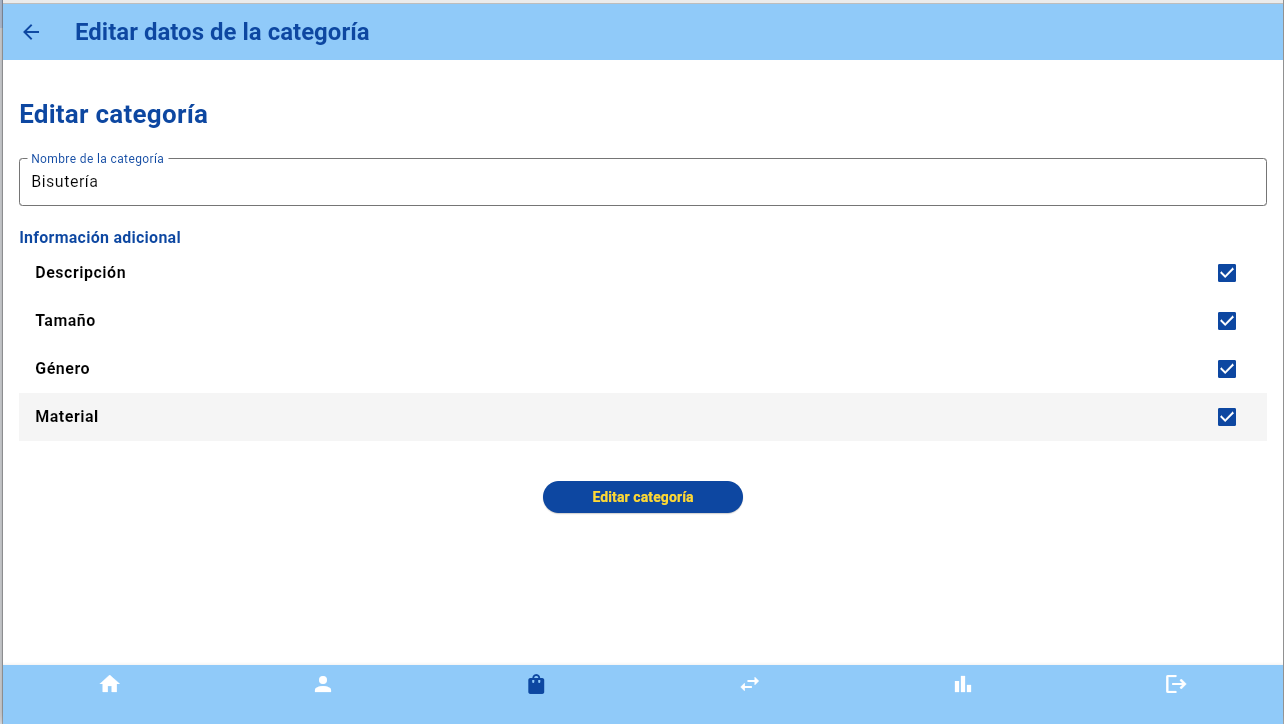 Editar datos de la categoría
Editar categoría
Nombre de la categoría
Bisutería
Información adicional
Descripción
Tamaño
Género
Material
Editar categoría